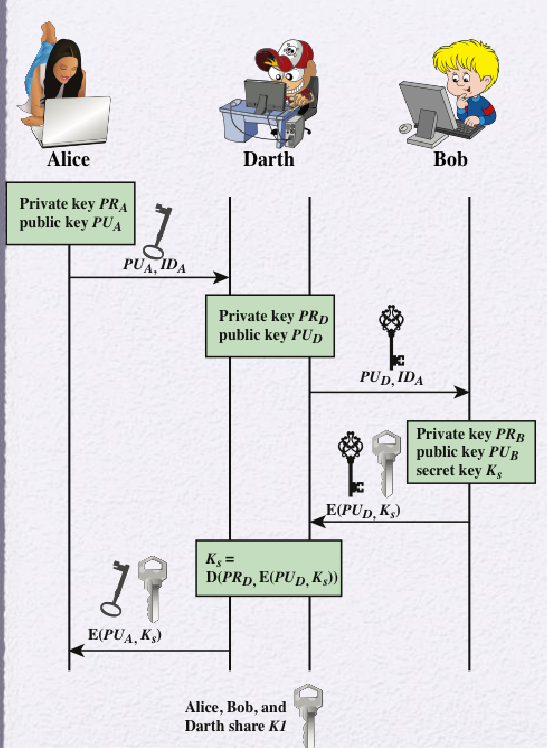 Alice
Darth
Bob
Private key PR_A
public key PU_A
PU_A, ID_A
Private key PR_D
public key PU_D
PU_D, ID_A
Private key PR_B
public key PU_B
secret key K_s
E(PU_D, K_s)
K_s =
D(PR_D, E(PU_D, K_s))
E(PU_A, K_s)
Alice, Bob, and
Darth share K1